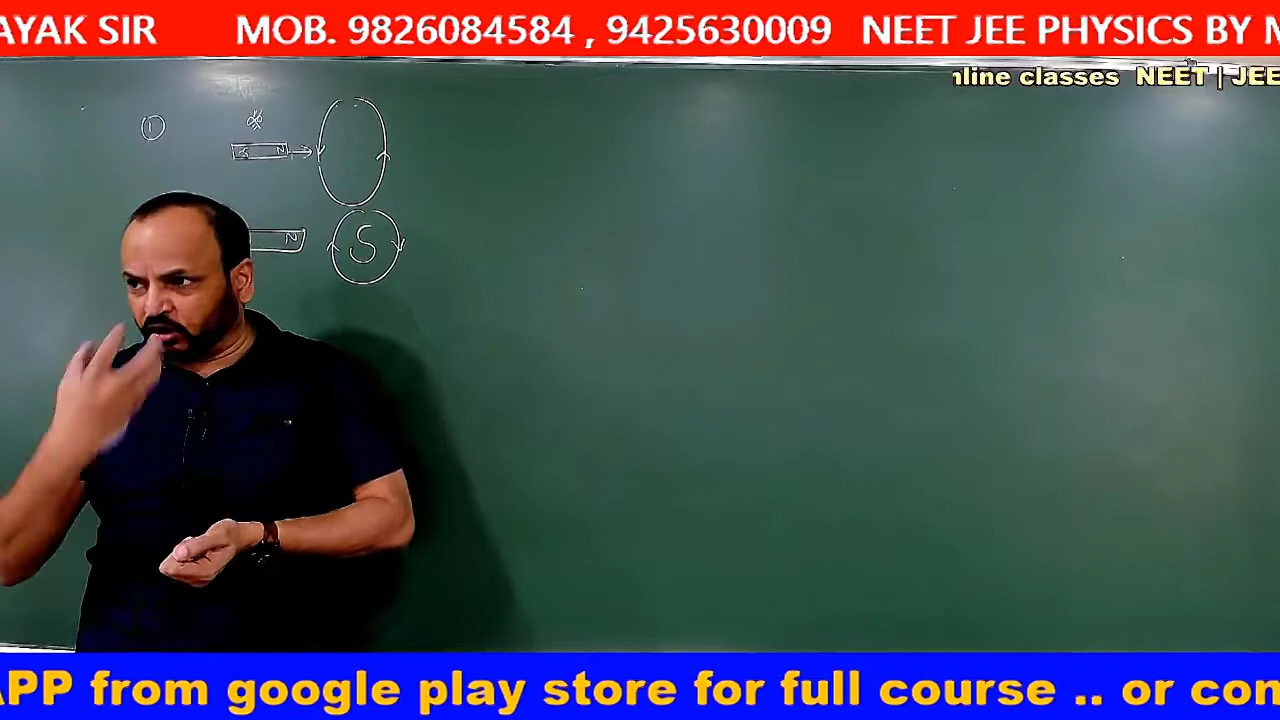 AYAK SIR MOB. 9826084584 , 9425630009 NEET JEE PHYSICS BY M
nline classes NEET | JEE
1
S N
N S
APP from google play store for full course .. or con